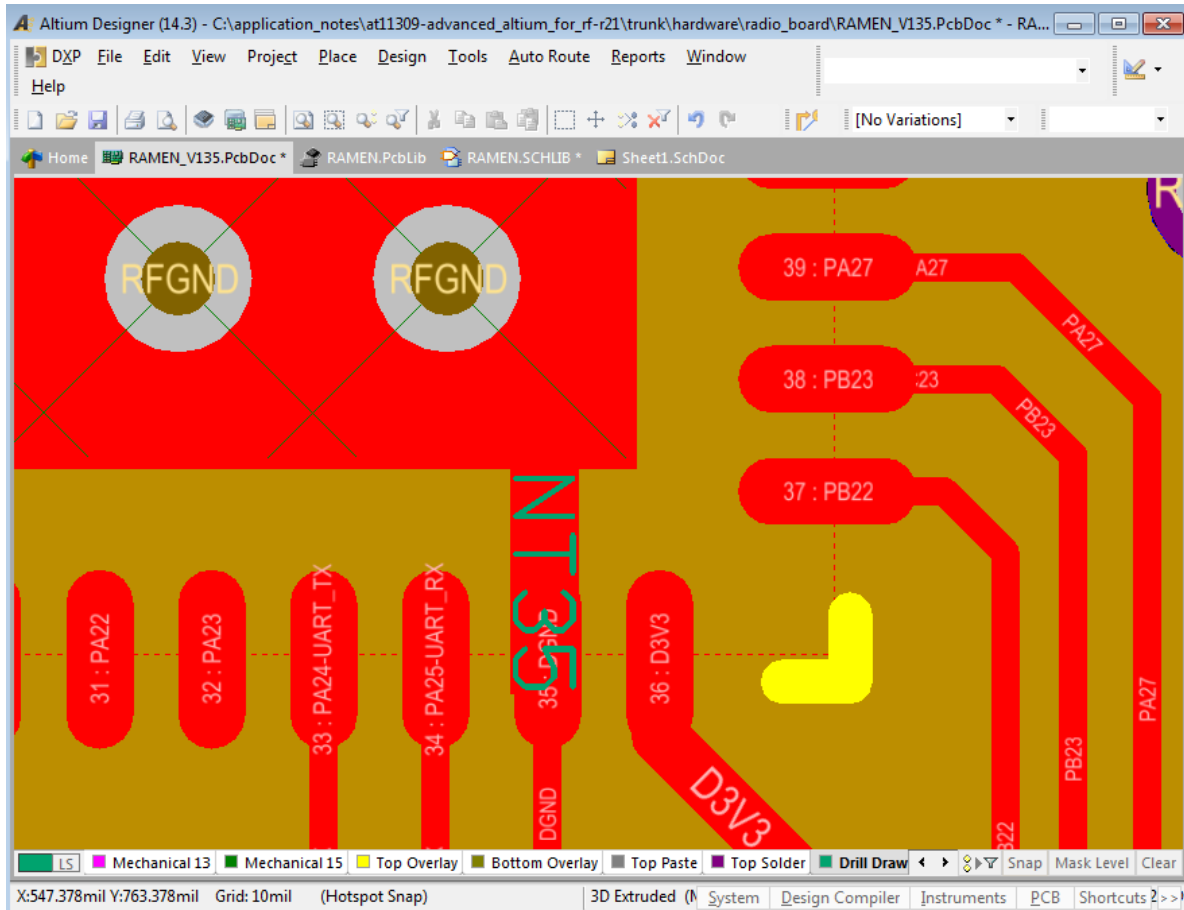 Altium Designer (14.3) - C:\application_notes\at11309-advanced_altium_for_rf-r21\trunk\hardware\radio_board\RAMEN_V135.PcbDoc * - RA...
DXP File Edit View Project Place Design Tools Auto Route Reports Window
Help
[No Variations]
Home RAMEN_V135.PcbDoc * RAMEN.PcbLib RAMEN.SCHLIB * Sheet1.SchDoc
R
RFGND RFGND
39 : PA27 A27
PA27
38 : PB23 :23
PB23
37 : PB22
NT35
31 : PA22
32 : PA23
33 : PA24-UART_TX
34 : PA25-UART_RX
35 : DGND
36 : D3V3
PA27
PB23
B22
DGND
D3V3
LS Mechanical 13 Mechanical 15 Top Overlay Bottom Overlay Top Paste Top Solder Drill Draw Snap Mask Level Clear
X:547.378mil Y:763.378mil Grid: 10mil (Hotspot Snap) 3D Extruded (M System Design Compiler Instruments PCB Shortcuts >>